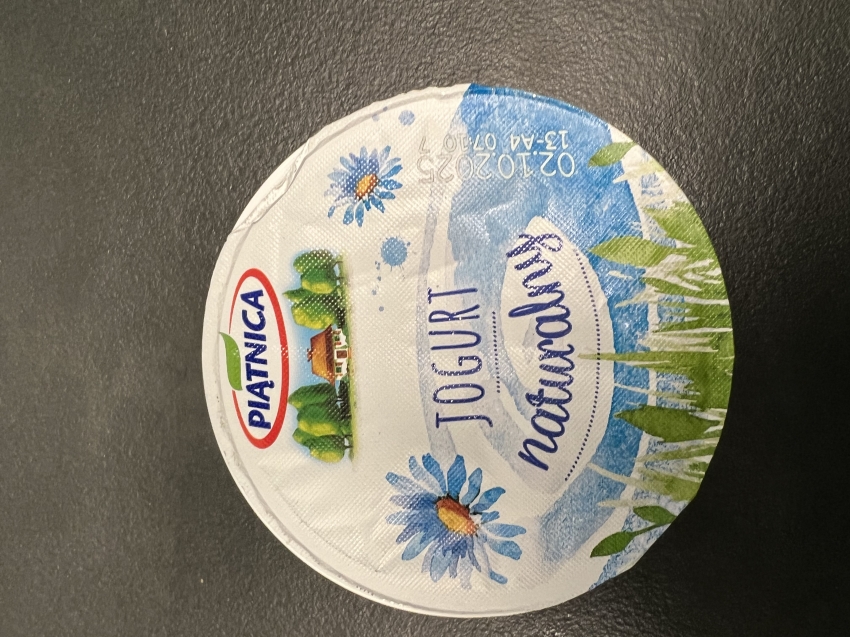 PIĄTNICA
JOGURT
naturalny
02.10.2025
13-A4 07:10 7